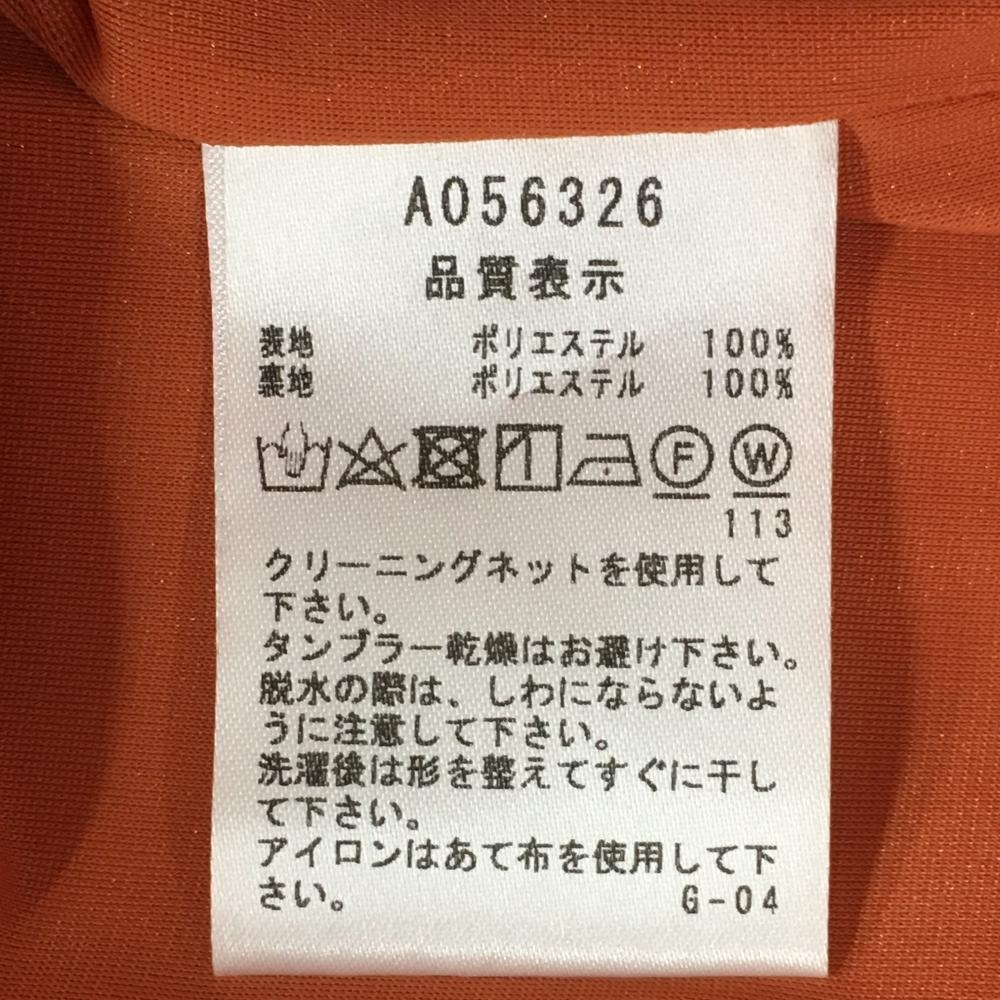 A056326
品質表示
表地 ポリエステル 100%
裏地 ポリエステル 100%
F W
113
クリーニングネットを使用して
下さい。
タンブラー乾燥はお避け下さい。
脱水の際は、しわにならないよ
うに注意して下さい。
洗濯後は形を整えてすぐに干し
て下さい。
アイロンはあて布を使用して下
さい。 G-04